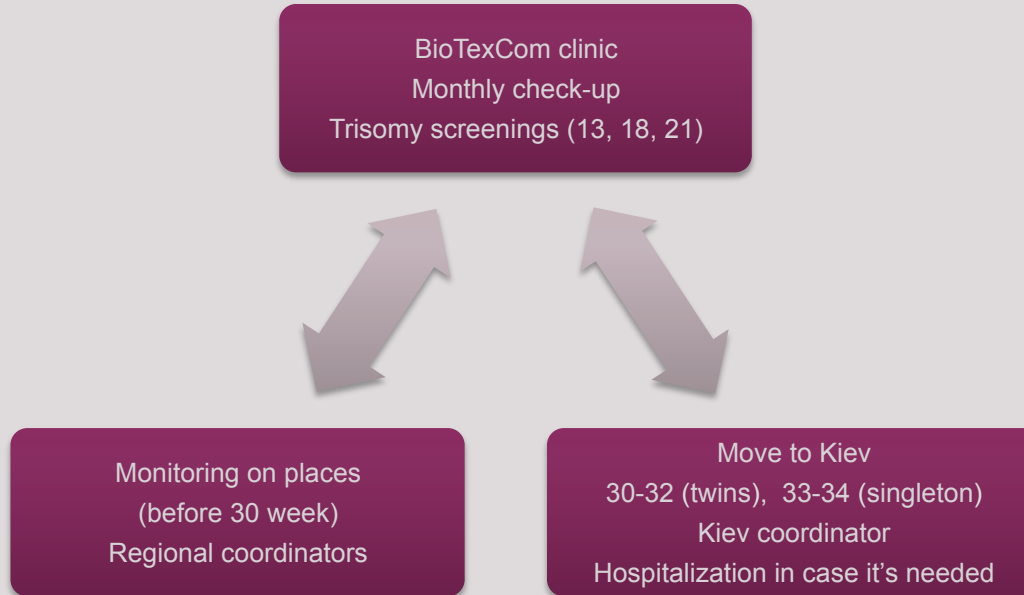 BioTexCom clinic
Monthly check-up
Trisomy screenings (13, 18, 21)
Monitoring on places
(before 30 week)
Regional coordinators
Move to Kiev
30-32 (twins),  33-34 (singleton)
Kiev coordinator
Hospitalization in case it's needed